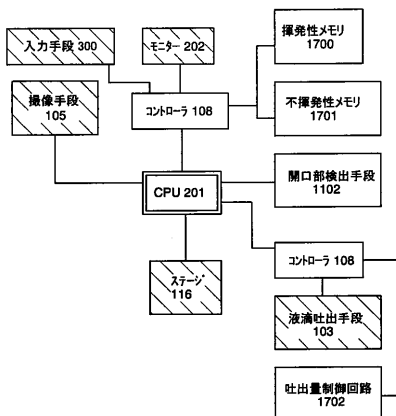 入力手段 300
モニター 202
揮発性メモリ
1700
撮像手段
105
コントローラ 108
不揮発性メモリ
1701
CPU 201
開口部検出手段
1102
コントローラ 108
ステージ
116
液滴吐出手段
103
吐出量制御回路
1702